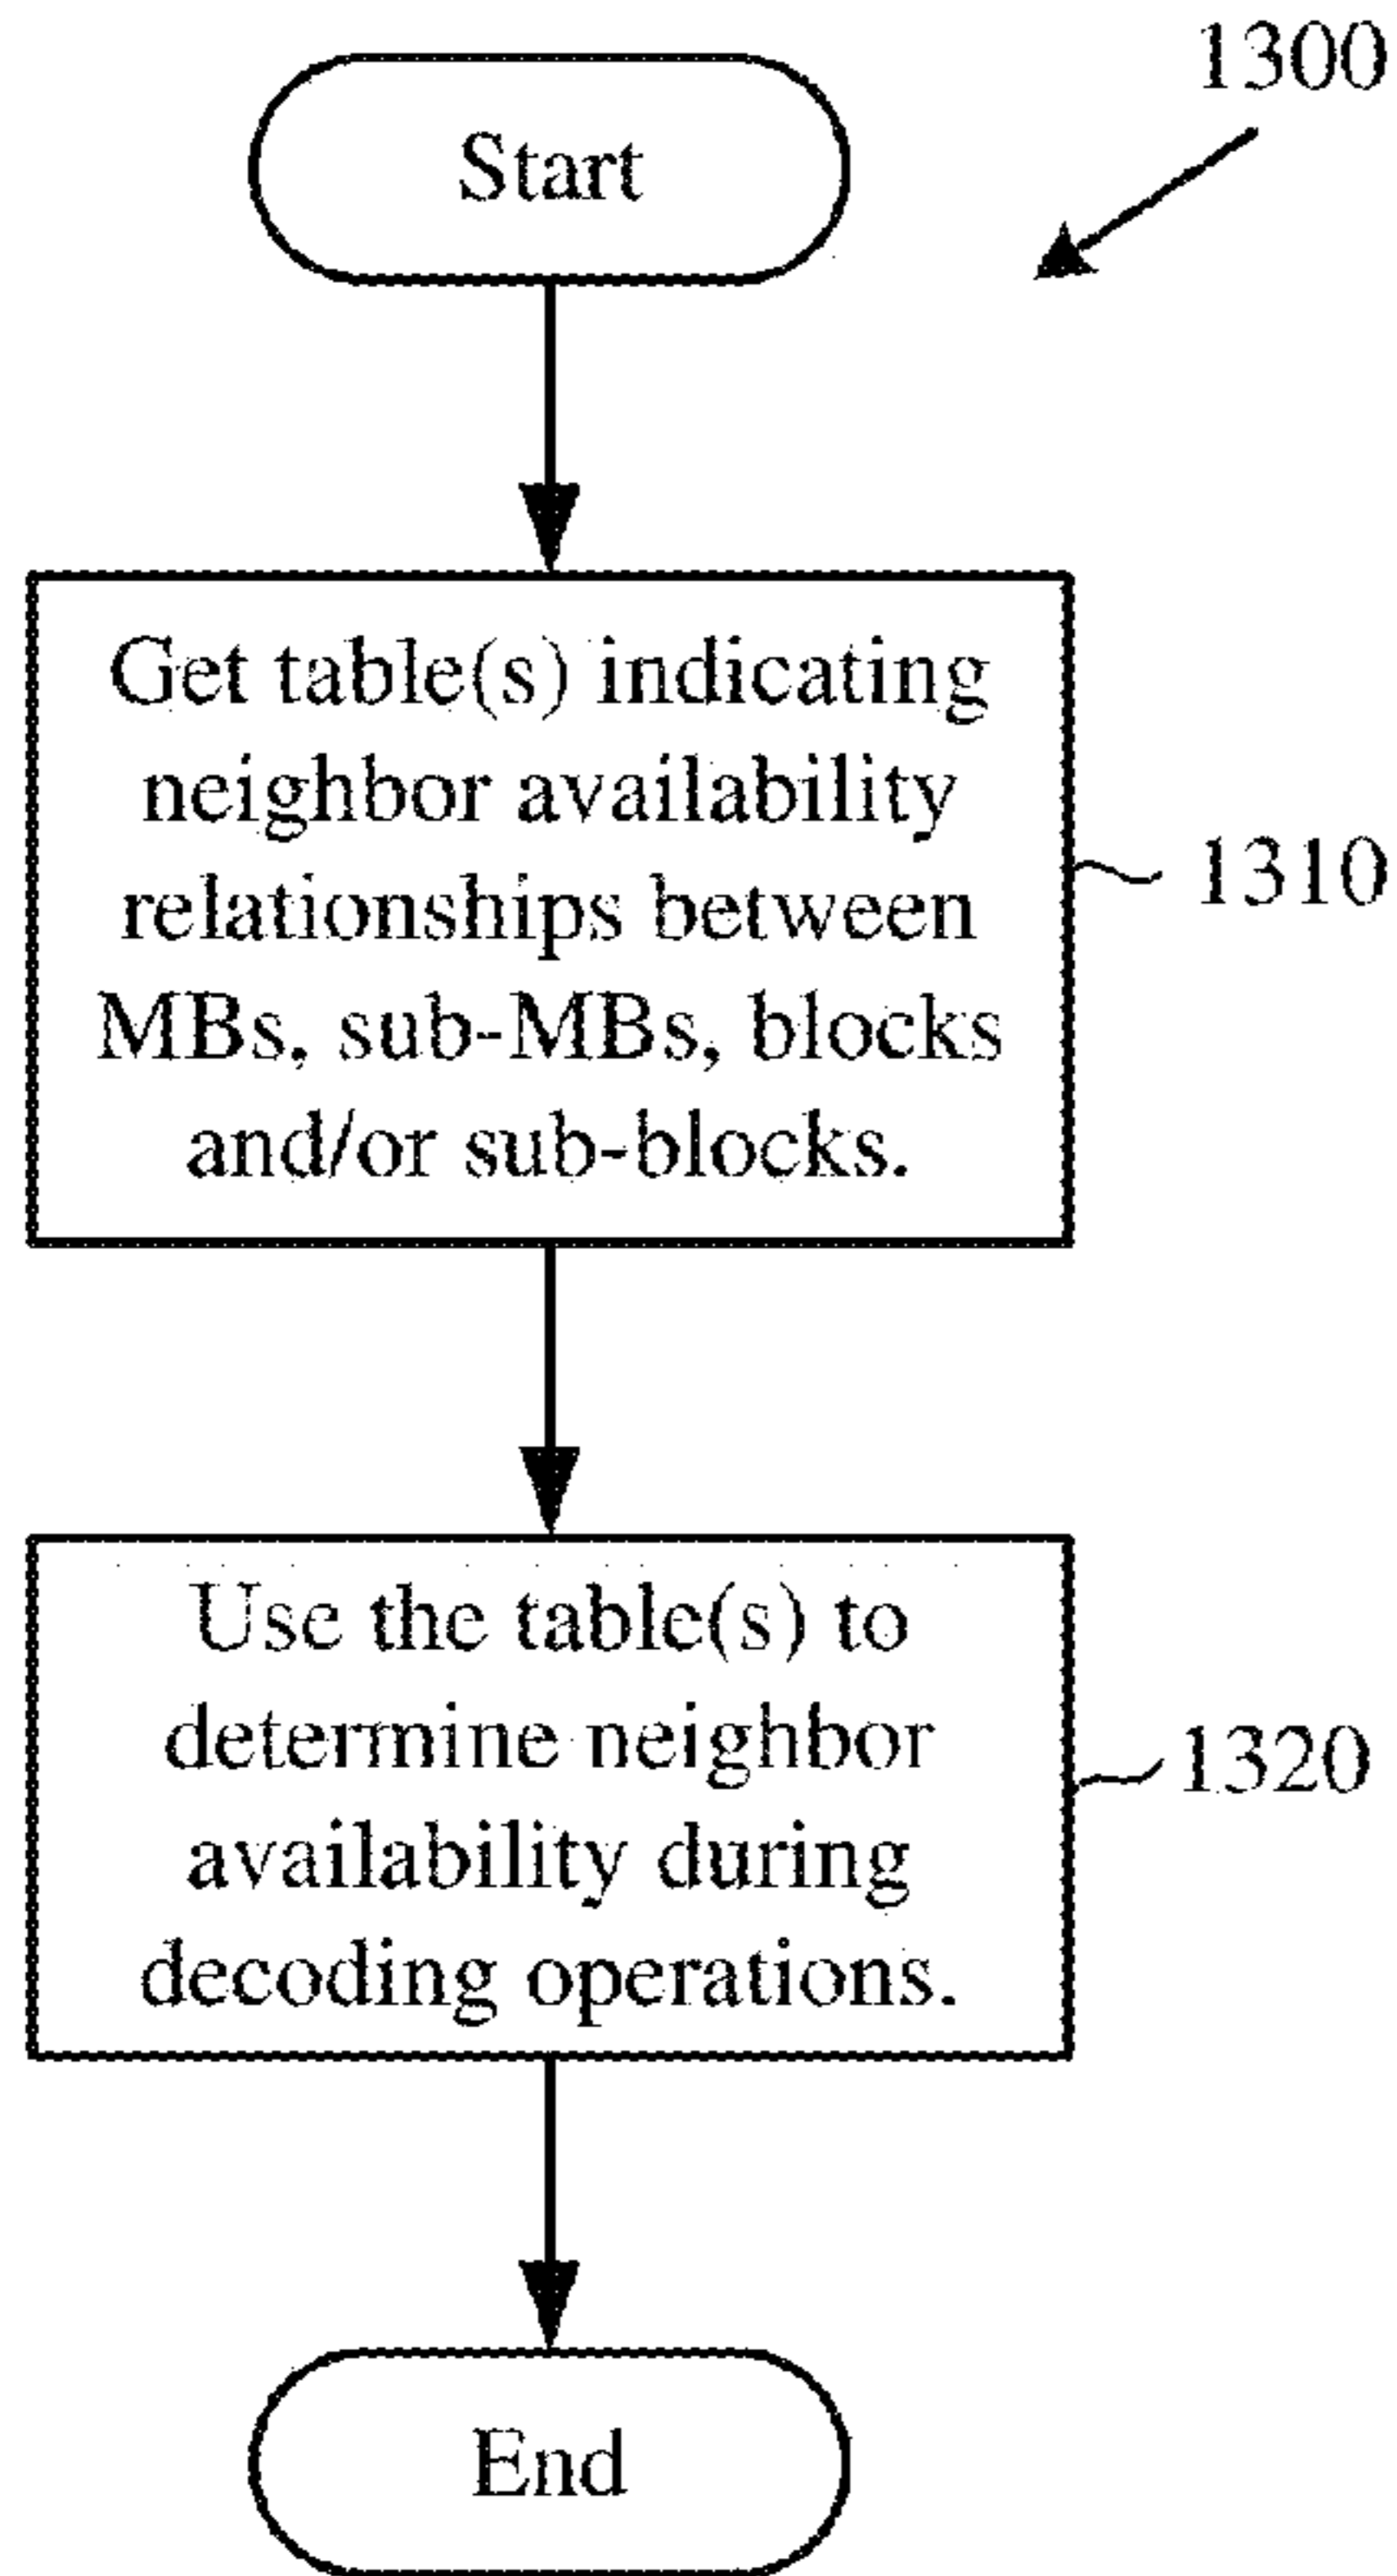 1300
Start
Get table(s) indicating
neighbor availability
relationships between
MBs, sub-MBs, blocks
and/or sub-blocks.
1310
Use the table(s) to
determine neighbor
availability during
decoding operations.
1320
End